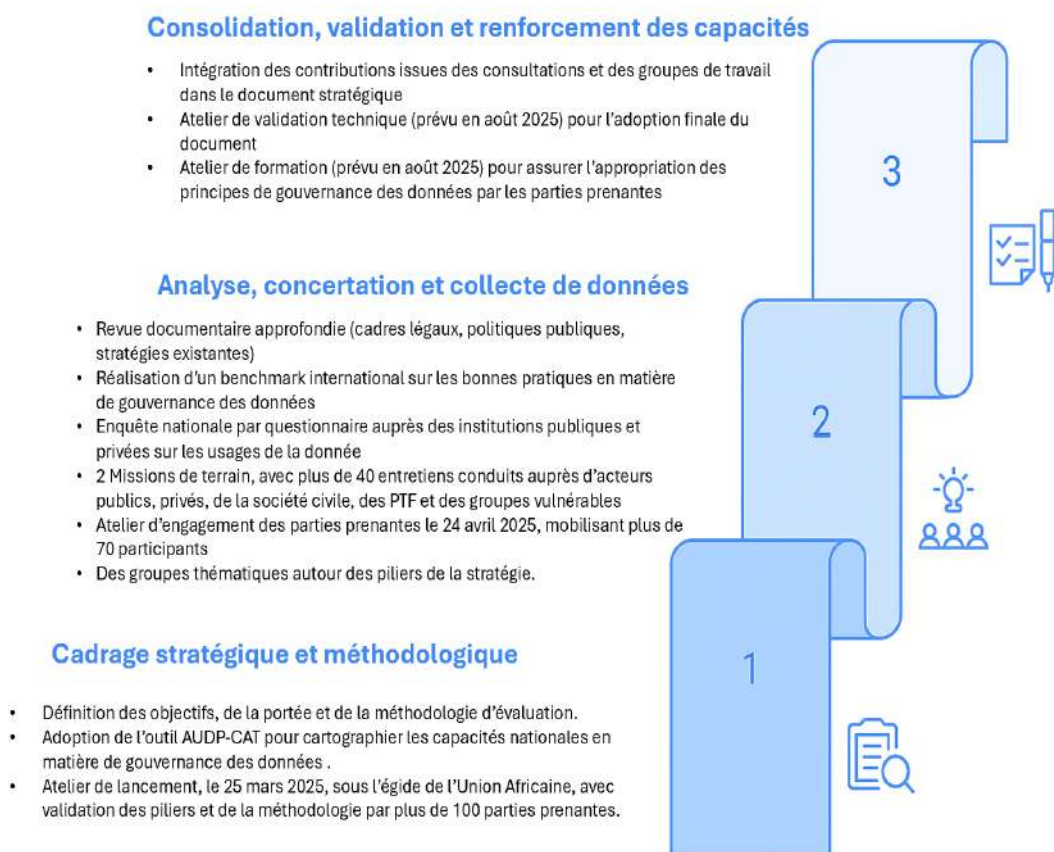 Consolidation, validation et renforcement des capacités
• Intégration des contributions issues des consultations et des groupes de travail
dans le document stratégique
• Atelier de validation technique (prévu en août 2025) pour l'adoption finale du
document
• Atelier de formation (prévu en août 2025) pour assurer l'appropriation des
principes de gouvernance des données par les parties prenantes
3
Analyse, concertation et collecte de données
• Revue documentaire approfondie (cadres légaux, politiques publiques,
stratégies existantes)
• Réalisation d'un benchmark international sur les bonnes pratiques en matière
de gouvernance des données
• Enquête nationale par questionnaire auprès des institutions publiques et
privées sur les usages de la donnée
• 2 Missions de terrain, avec plus de 40 entretiens conduits auprès d'acteurs
publics, privés, de la société civile, des PTF et des groupes vulnérables
• Atelier d'engagement des parties prenantes le 24 avril 2025, mobilisant plus de
70 participants
• Des groupes thématiques autour des piliers de la stratégie.
2
Cadrage stratégique et méthodologique
• Définition des objectifs, de la portée et de la méthodologie d'évaluation.
• Adoption de l'outil AUDP-CAT pour cartographier les capacités nationales en
matière de gouvernance des données .
• Atelier de lancement, le 25 mars 2025, sous l'égide de l'Union Africaine, avec
validation des piliers et de la méthodologie par plus de 100 parties prenantes.
1